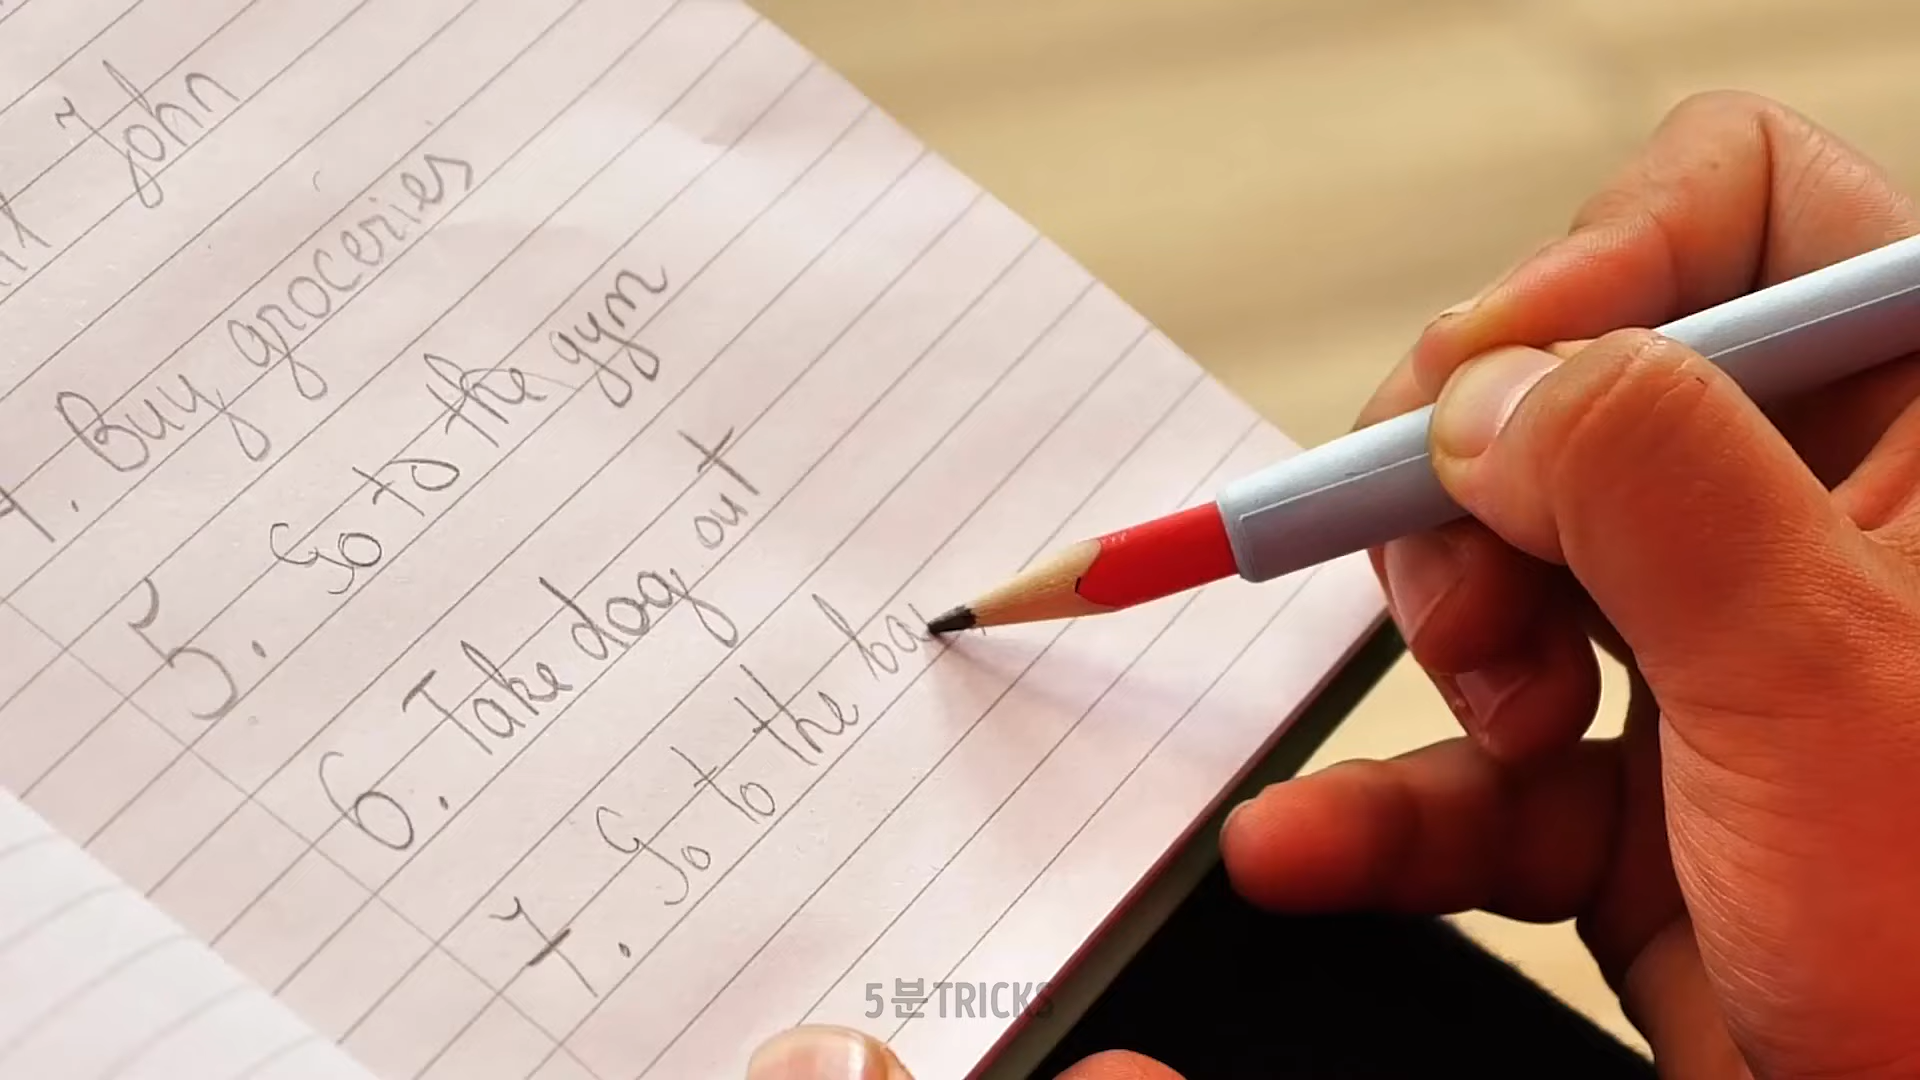 John
4. Buy groceries
5. Go to the gym
6. Take dog out
7. Go to the
5분TRICKS